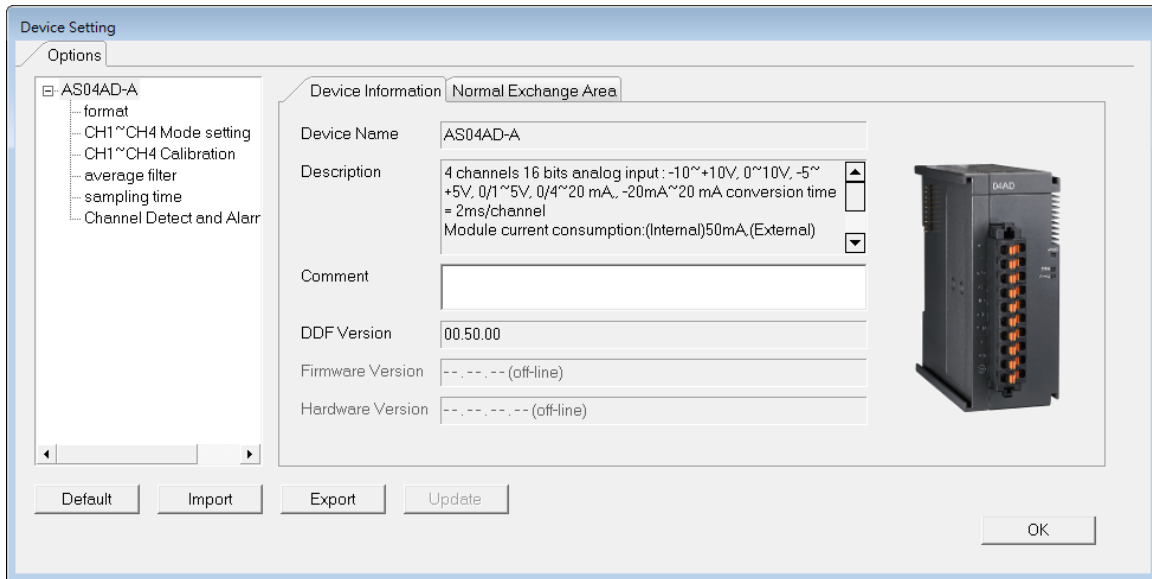 Device Setting
Options
AS04AD-A
format
CH1~CH4 Mode setting
CH1~CH4 Calibration
average filter
sampling time
Channel Detect and Alarr
Device Information
Normal Exchange Area
Device Name
AS04AD-A
Description
4 channels 16 bits analog input : -10~+10V, 0~10V, -5~
+5V, 0/1~5V, 0/4~20 mA,, -20mA~20 mA conversion time
= 2ms/channel
Module current consumption:(Internal)50mA,(External)
Comment
DDF Version
00.50.00
Firmware Version
--.--.-- (off-line)
Hardware Version
--.--.--.-- (off-line)
04AD
Default
Import
Export
Update
OK